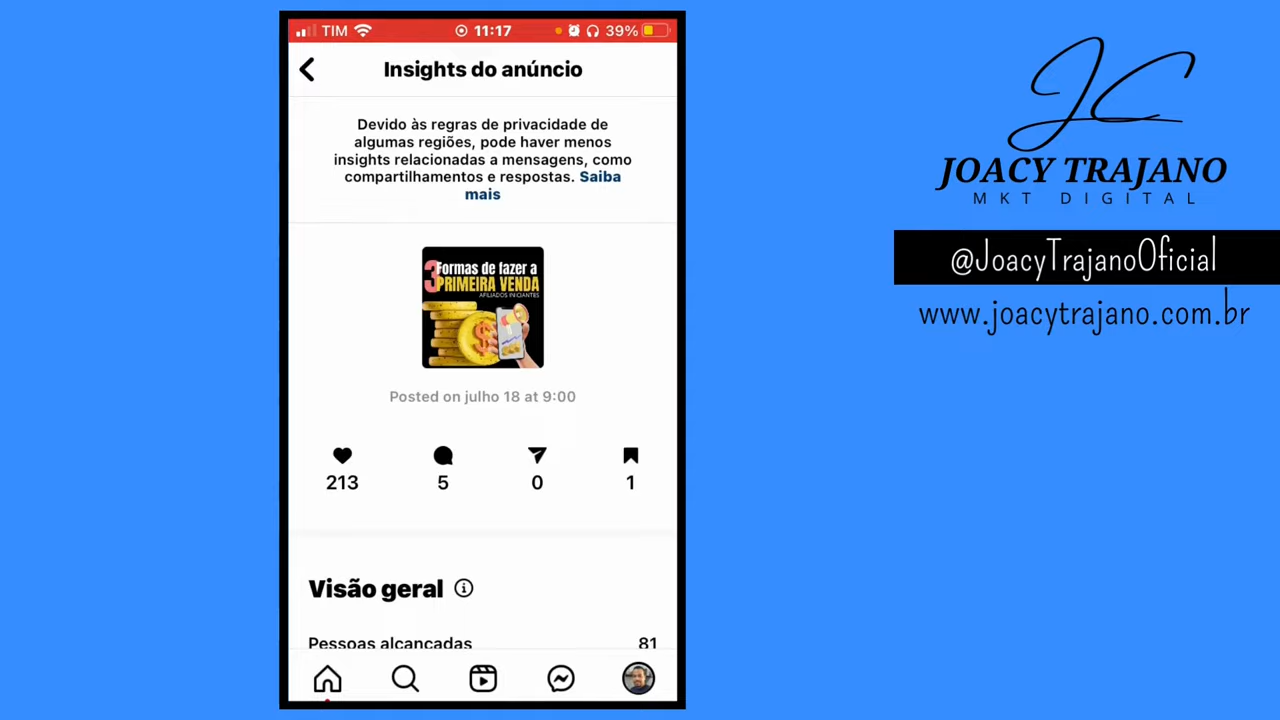 TIM 11:17 39%
Insights do anúncio
Devido às regras de privacidade de
algumas regiões, pode haver menos
insights relacionadas a mensagens, como
compartilhamentos e respostas. Saiba
mais
3 Formas de fazer a
PRIMEIRA VENDA
AFILIADOS INICIANTES
Posted on julho 18 at 9:00
213 5 0 1
Visão geral
Pessoas alcançadas 81
JC
JOACY TRAJANO
MKT DIGITAL
@JoacyTrajanoOficial
www.joacytrajano.com.br